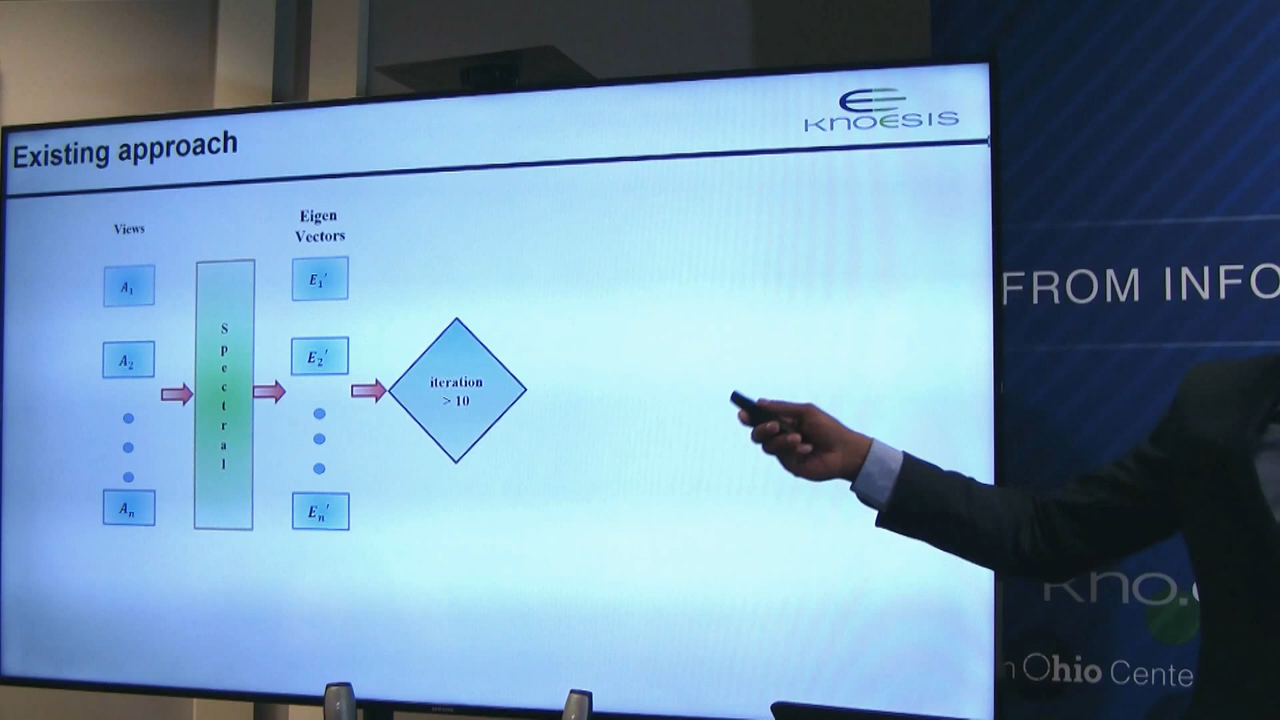 Existing approach
KNOESIS
Views
Eigen
Vectors
A₁
A₂
Aₙ
S
p
e
c
t
r
a
l
E₁′
E₂′
Eₙ′
iteration
> 10
FROM INFO
kno.
Ohio Cente